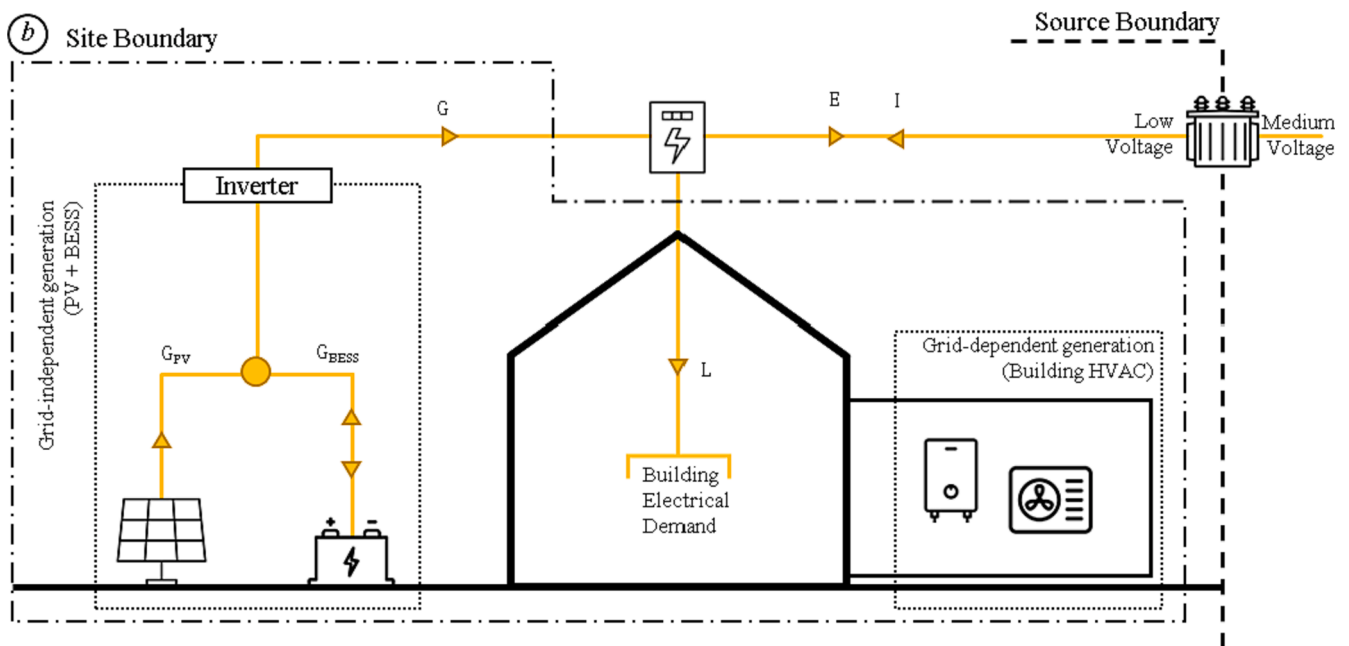 b
Site Boundary
Source Boundary
G
E
I
Low
Voltage
Medium
Voltage
Inverter
Grid-independent generation
(PV + BESS)
GPV
GBESS
L
Building
Electrical
Demand
Grid-dependent generation
(Building HVAC)
+
-